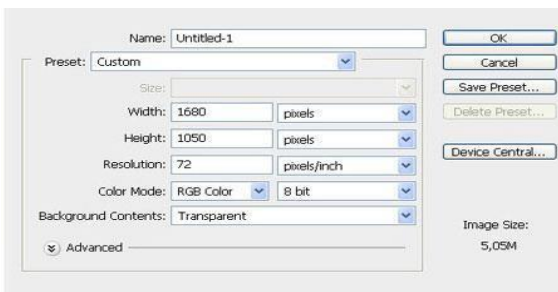 Name: Untitled-1
OK
Preset: Custom
Cancel
Size:
Save Preset...
Width: 1680 pixels
Delete Preset...
Height: 1050 pixels
Resolution: 72 pixels/inch
Device Central...
Color Mode: RGB Color 8 bit
Background Contents: Transparent
Image Size:
Advanced
5,05M